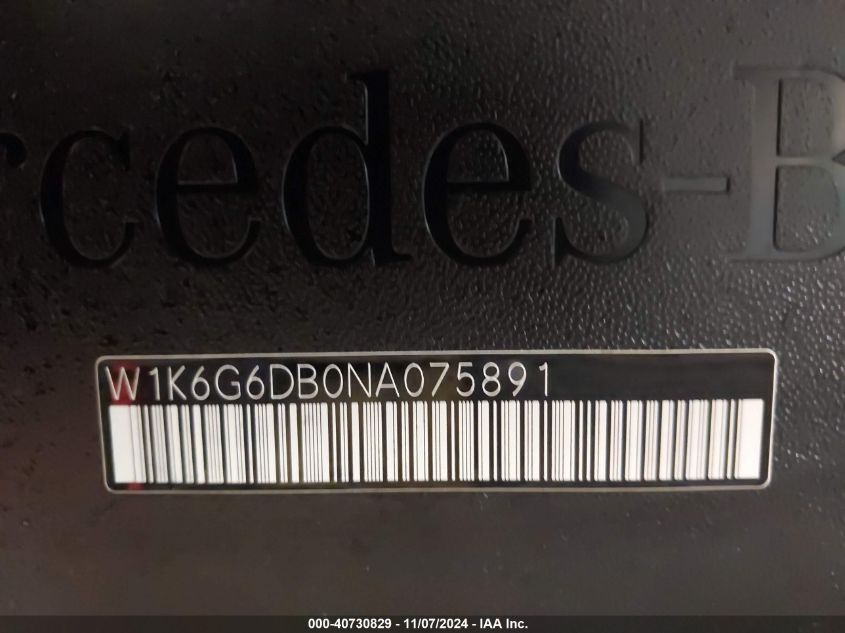 rcedes-B
W1K6G6DB0NA075891
000-40730829 - 11/07/2024 - IAA Inc.